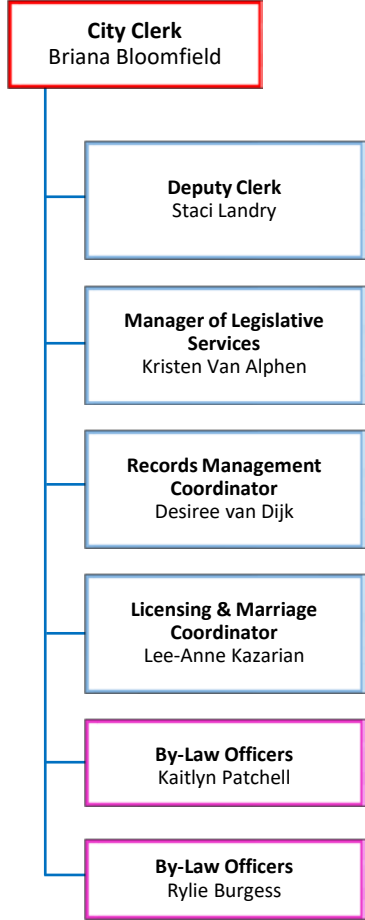 City Clerk
Briana Bloomfield
Deputy Clerk
Staci Landry
Manager of Legislative
Services
Kristen Van Alphen
Records Management
Coordinator
Desiree van Dijk
Licensing & Marriage
Coordinator
Lee-Anne Kazarian
By-Law Officers
Kaitlyn Patchell
By-Law Officers
Rylie Burgess